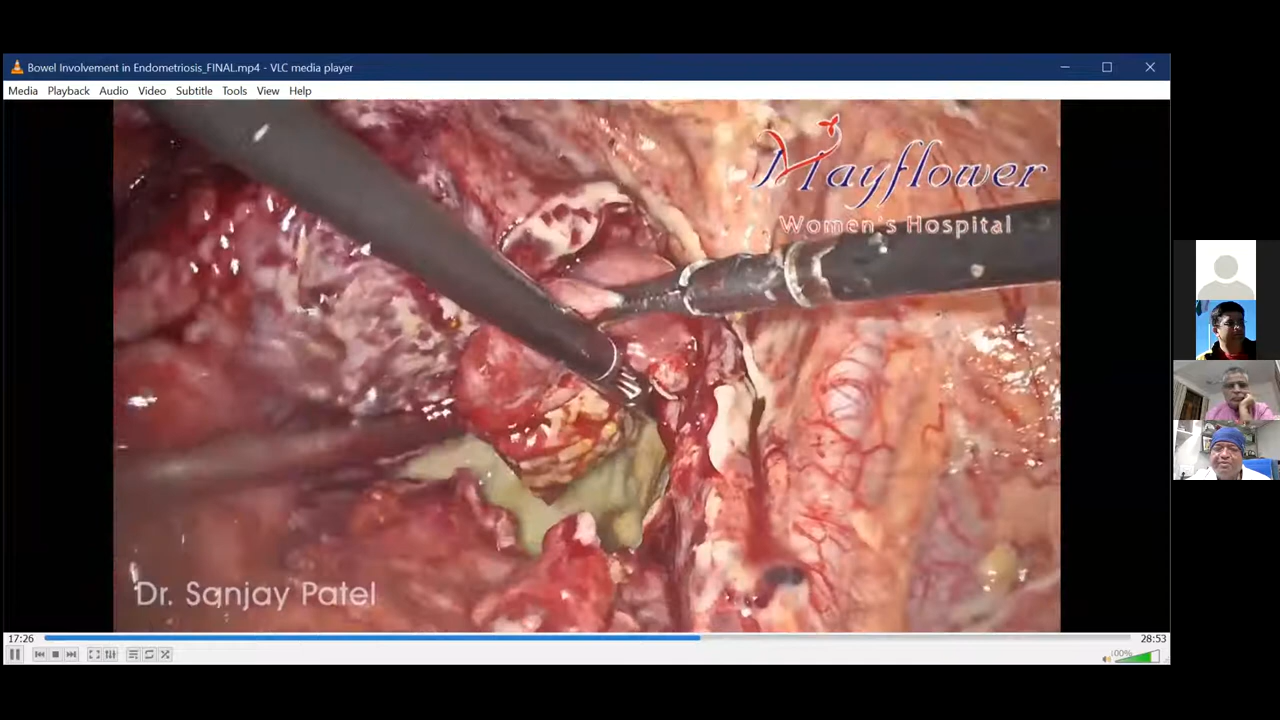 Bowel Involvement in Endometriosis_FINAL.mp4 - VLC media player
Media Playback Audio Video Subtitle Tools View Help
Mayflower
Women's Hospital
Dr. Sanjay Patel
17:26
28:53
100%